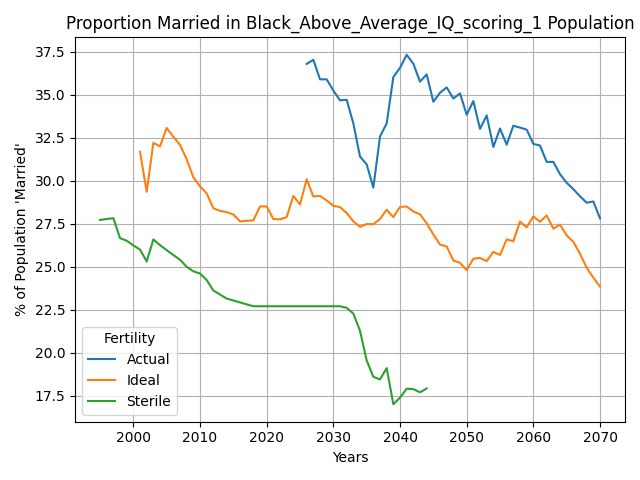 Proportion Married in Black_Above_Average_IQ_scoring_1 Population
% of Population 'Married'
37.5
35.0
32.5
30.0
27.5
25.0
22.5
20.0
17.5
Fertility
Actual
Ideal
Sterile
2000 2010 2020 2030 2040 2050 2060 2070
Years